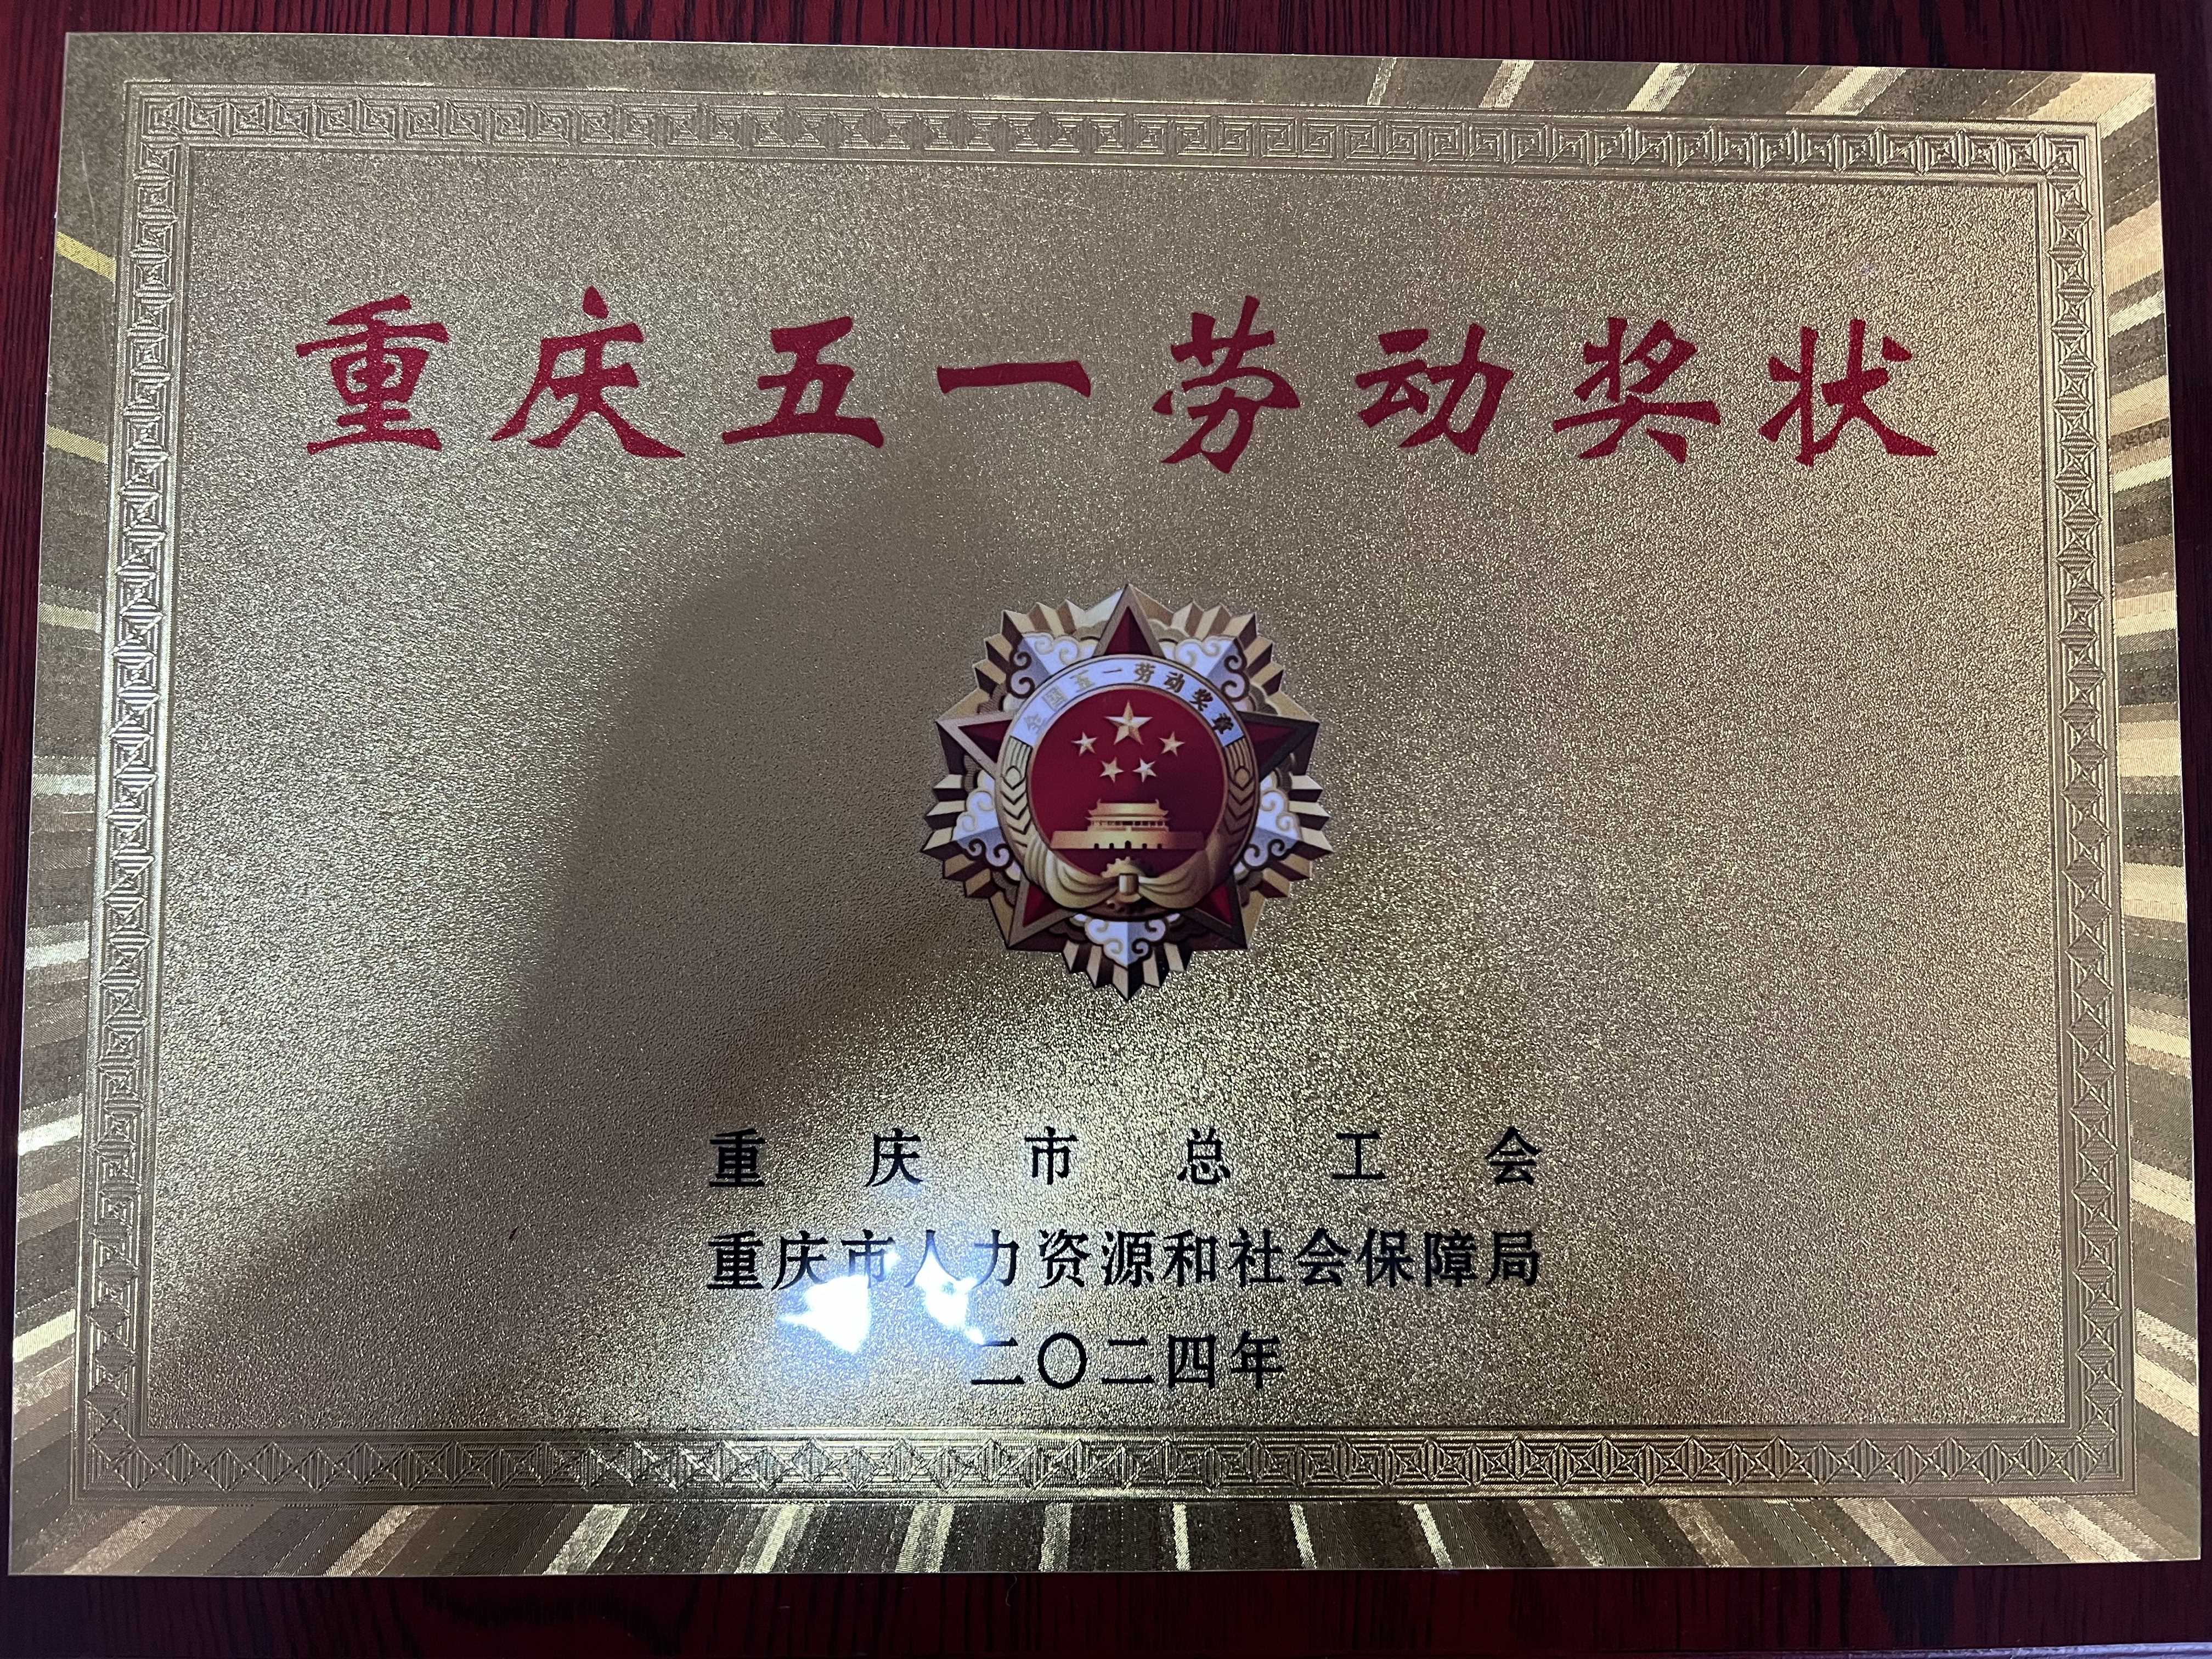 重庆五一劳动奖状
全国五一劳动奖章
重庆市总工会
重庆市人力资源和社会保障局
二〇二四年